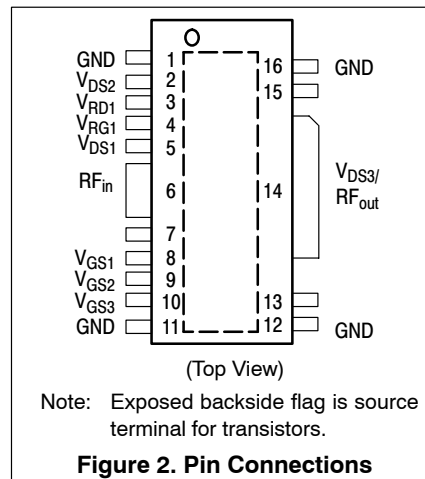 GND 1 16 GND
V_DS2 2 15
V_RD1 3
V_RG1 4
V_DS1 5
RF_in 6 14 V_DS3/
RF_out
7
V_GS1 8
V_GS2 9
V_GS3 10 13
GND 11 12 GND
(Top View)
Note: Exposed backside flag is source
terminal for transistors.
Figure 2. Pin Connections